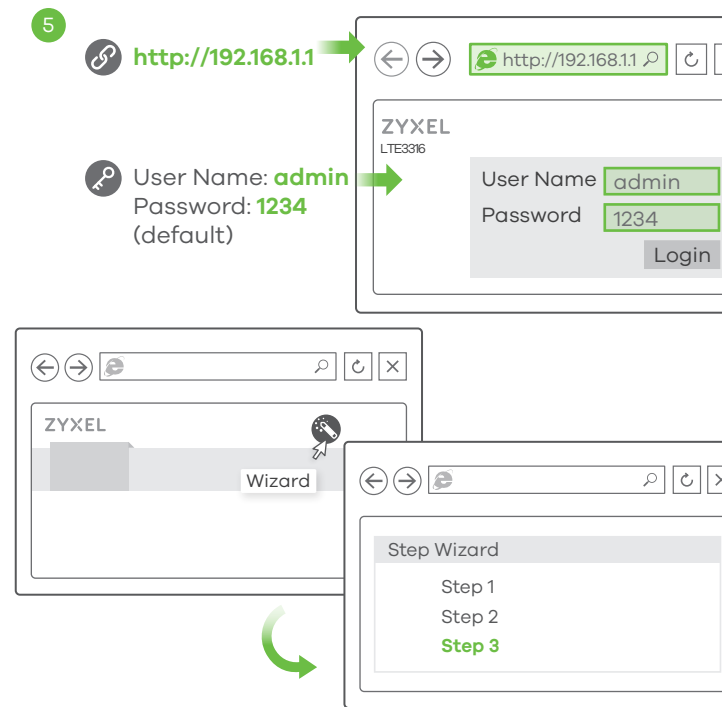 5
http://192.168.1.1
http://192.168.1.1
ZYXEL
LTE3316
User Name: admin
Password: 1234
(default)
User Name admin
Password 1234
Login
ZYXEL
Wizard
Step Wizard
Step 1
Step 2
Step 3